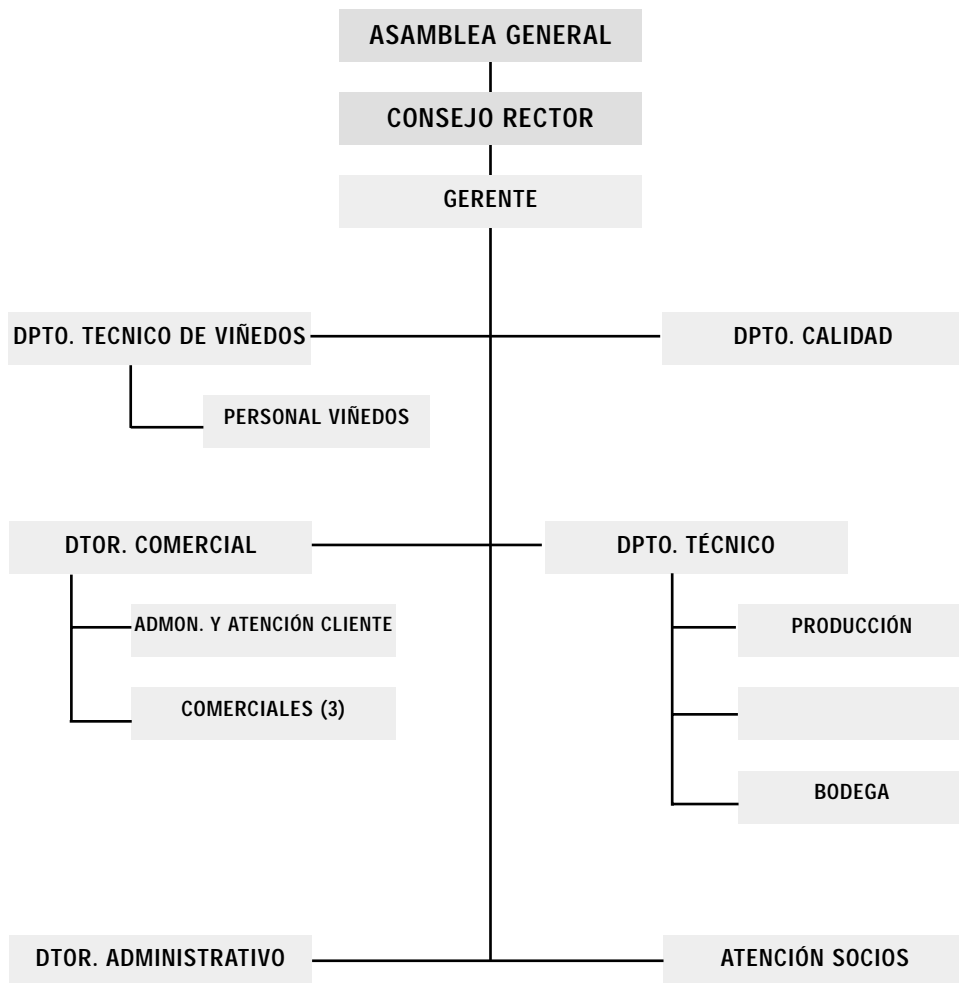 ASAMBLEA GENERAL
CONSEJO RECTOR
GERENTE
DPTO. TECNICO DE VIÑEDOS
DPTO. CALIDAD
PERSONAL VIÑEDOS
DTOR. COMERCIAL
DPTO. TÉCNICO
ADMON. Y ATENCIÓN CLIENTE
PRODUCCIÓN
COMERCIALES (3)
BODEGA
DTOR. ADMINISTRATIVO
ATENCIÓN SOCIOS